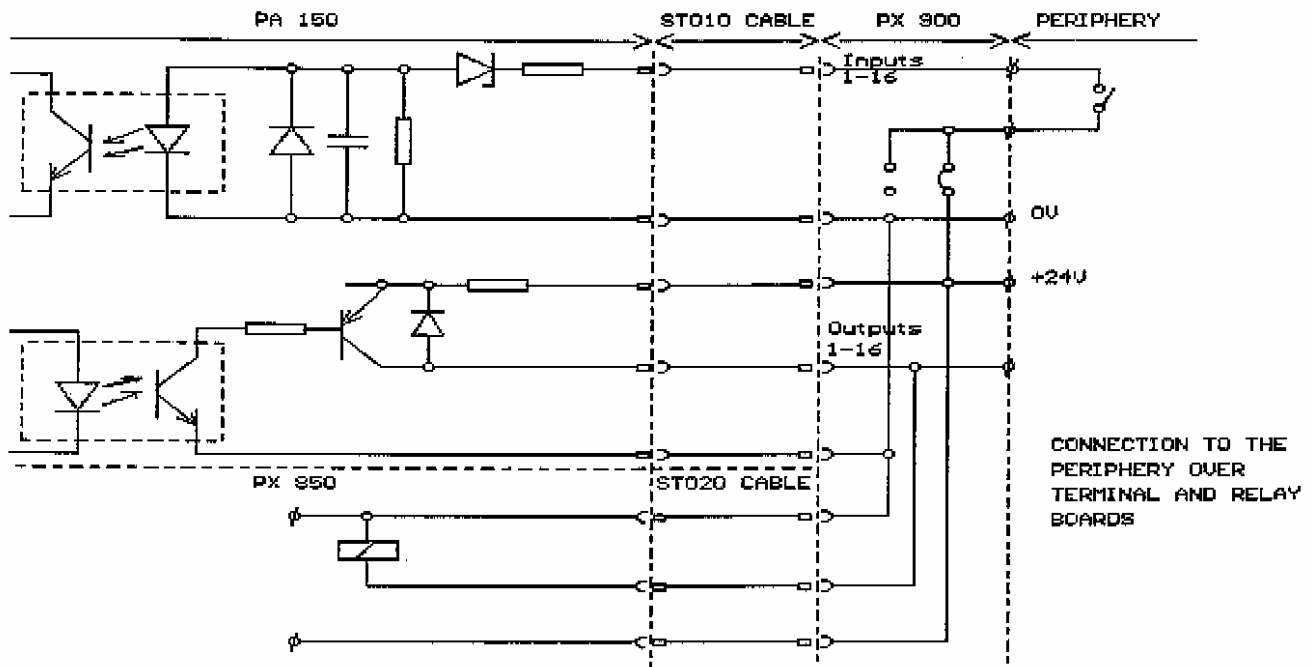 PA 150
ST010 CABLE
PX 900
PERIPHERY
Inputs
1-16
0V
+24V
Outputs
1-16
PX 850
ST020 CABLE
CONNECTION TO THE
PERIPHERY OVER
TERMINAL AND RELAY
BOARDS